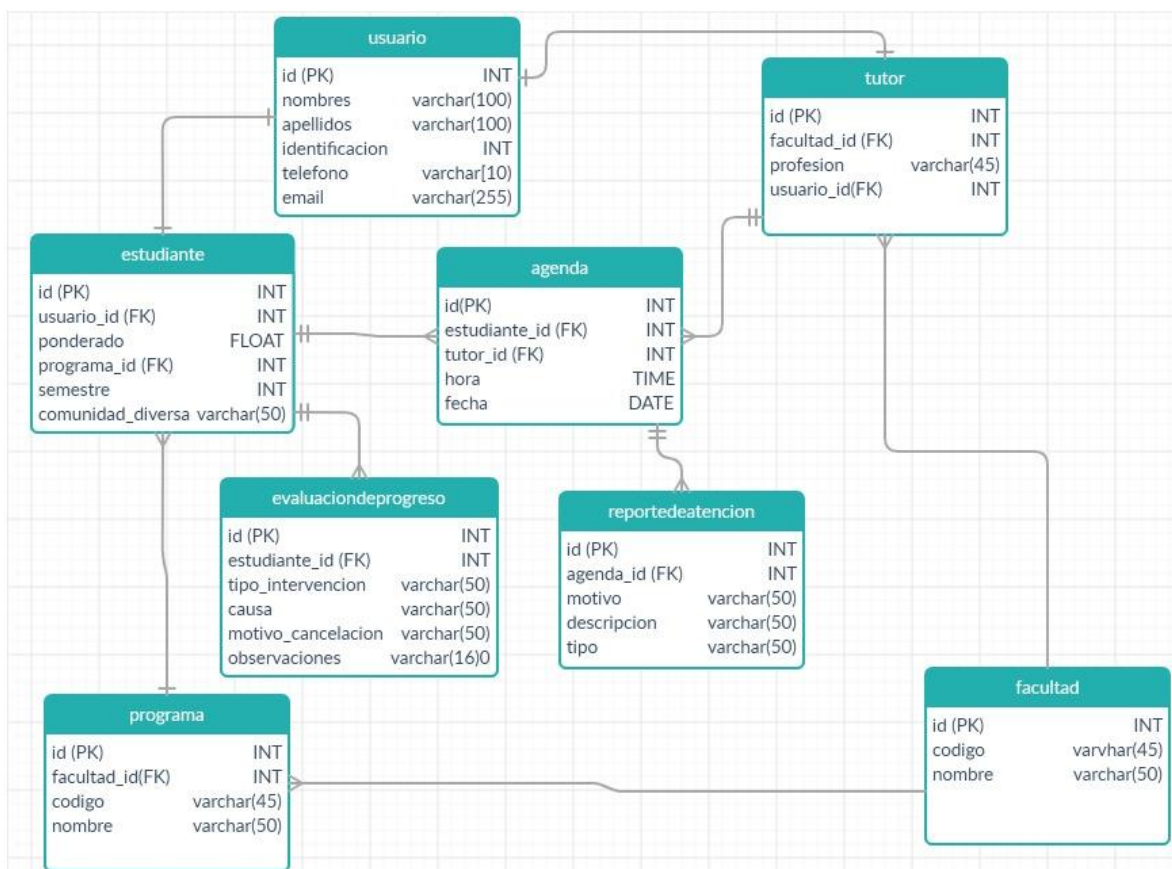 usuario
id (PK) INT
nombres varchar(100)
apellidos varchar(100)
identificacion INT
telefono varchar[10)
email varchar(255)
tutor
id (PK) INT
facultad_id (FK) INT
profesion varchar(45)
usuario_id(FK) INT
estudiante
id (PK) INT
usuario_id (FK) INT
ponderado FLOAT
programa_id (FK) INT
semestre INT
comunidad_diversa varchar(50)
agenda
id(PK) INT
estudiante_id (FK) INT
tutor_id (FK) INT
hora TIME
fecha DATE
evaluaciondeprogreso
id (PK) INT
estudiante_id (FK) INT
tipo_intervencion varchar(50)
causa varchar(50)
motivo_cancelacion varchar(50)
observaciones varchar(16)0
reportedeatencion
id (PK) INT
agenda_id (FK) INT
motivo varchar(50)
descripcion varchar(50)
tipo varchar(50)
programa
id (PK) INT
facultad_id(FK) INT
codigo varchar(45)
nombre varchar(50)
facultad
id (PK) INT
codigo varvhar(45)
nombre varchar(50)